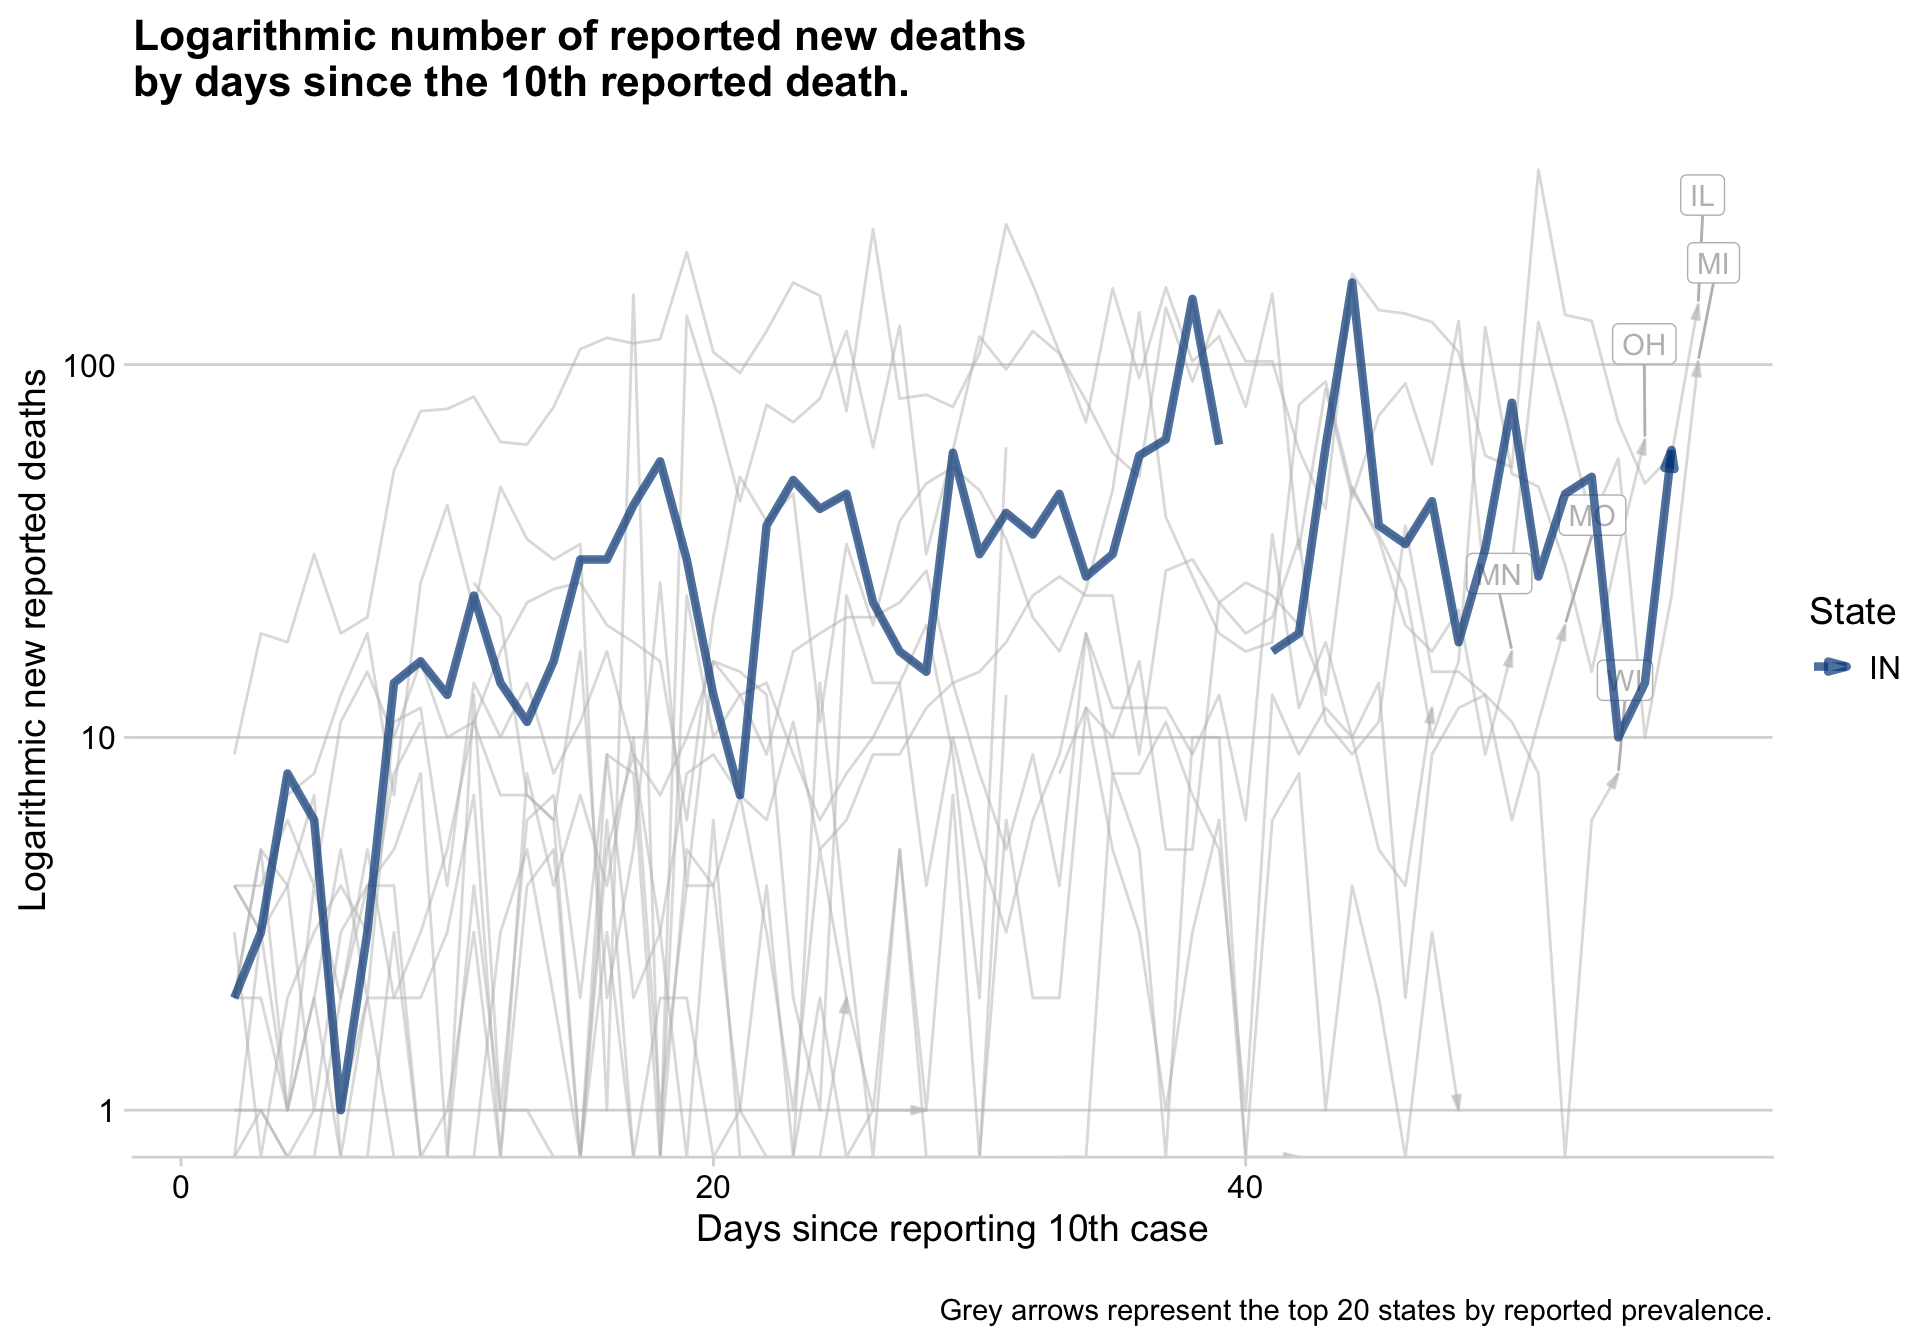 Logarithmic number of reported new deaths
by days since the 10th reported death.
IL
MI
OH
MO
MN
WI
Logarithmic new reported deaths
100
10
1
0
20
40
Days since reporting 10th case
State
IN
Grey arrows represent the top 20 states by reported prevalence.